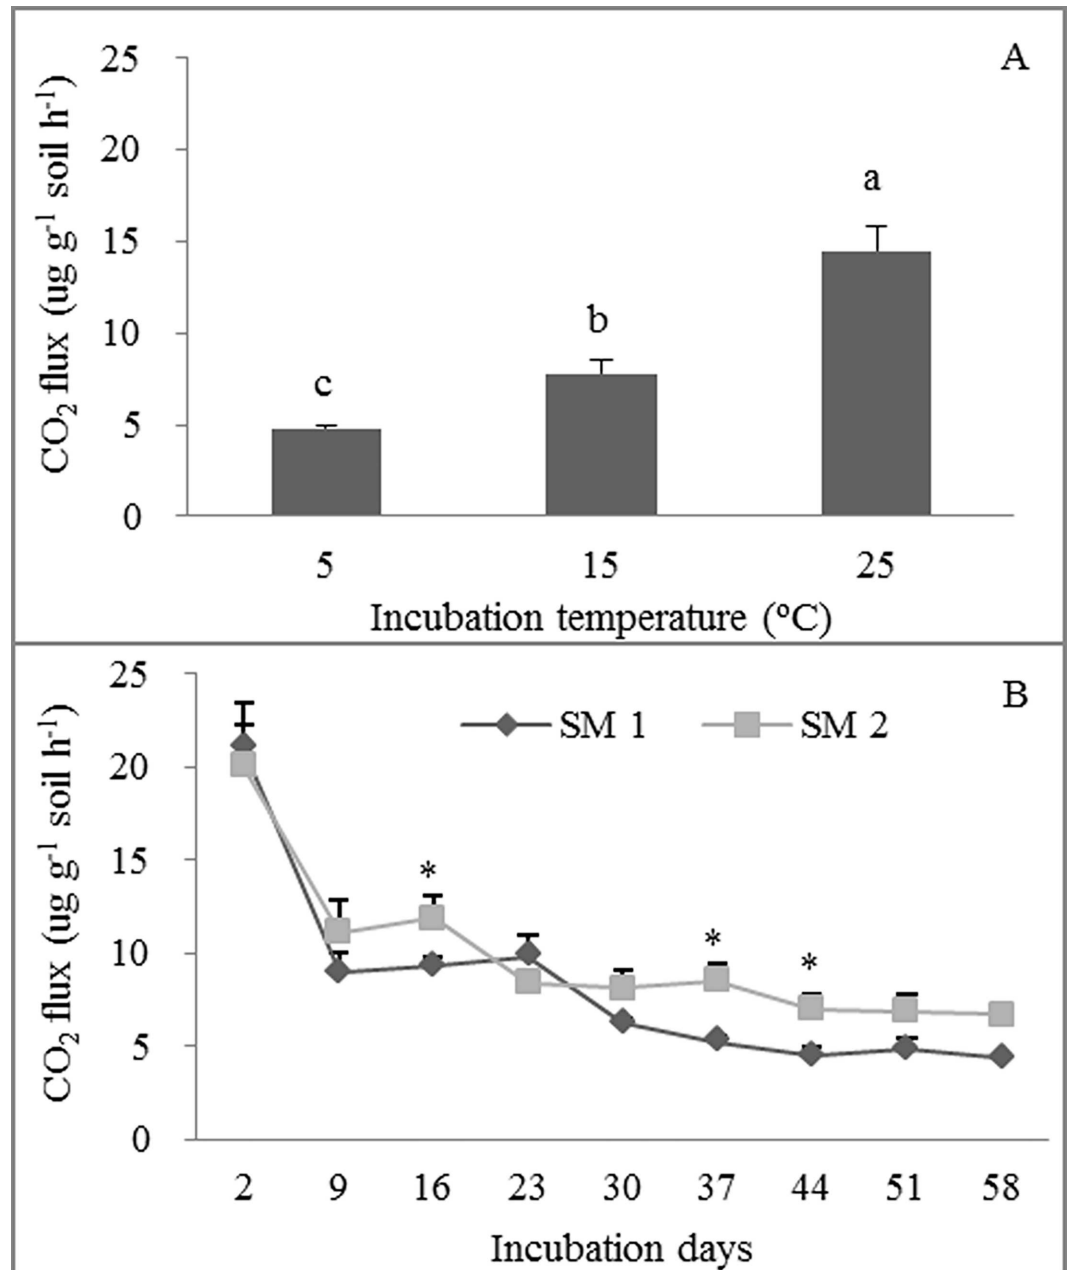 A
CO₂ flux (ug g⁻¹ soil h⁻¹)
25
20
15
10
5
0
c
b
a
5 15 25
Incubation temperature (ºC)
B
SM 1 SM 2
CO₂ flux (ug g⁻¹ soil h⁻¹)
25
20
15
10
5
0
* * *
2 9 16 23 30 37 44 51 58
Incubation days